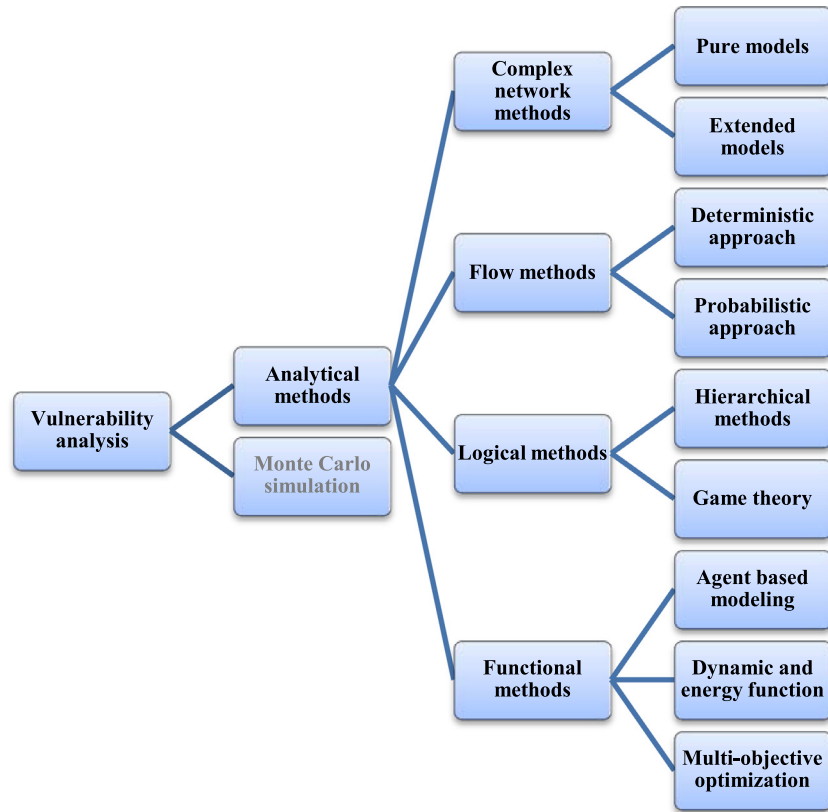 Vulnerability
analysis
Analytical
methods
Monte Carlo
simulation
Complex
network
methods
Flow methods
Logical methods
Functional
methods
Pure models
Extended
models
Deterministic
approach
Probabilistic
approach
Hierarchical
methods
Game theory
Agent based
modeling
Dynamic and
energy function
Multi-objective
optimization